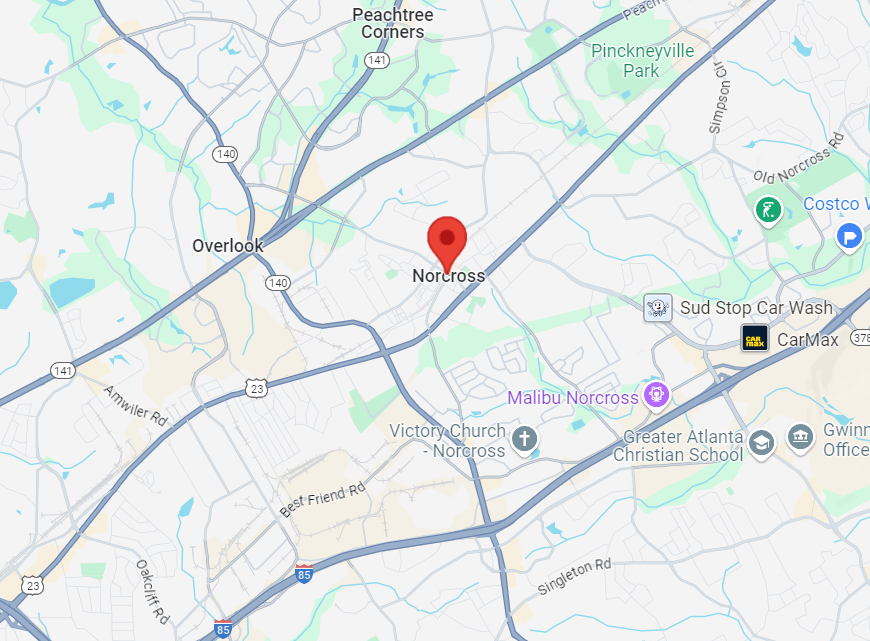 Peachtree
Corners
Peacht
141
Pinckneyville
Park
Simpson Cir
140
Old Norcross Rd
Costco W
Overlook
Norcross
140
Sud Stop Car Wash
CAR
MAX
CarMax
378
141
23
Amwiler Rd
Malibu Norcross
Victory Church
- Norcross
Greater Atlanta
Christian School
Gwinn
Office
Best Friend Rd
Oakcliff Rd
85
Singleton Rd
23
85